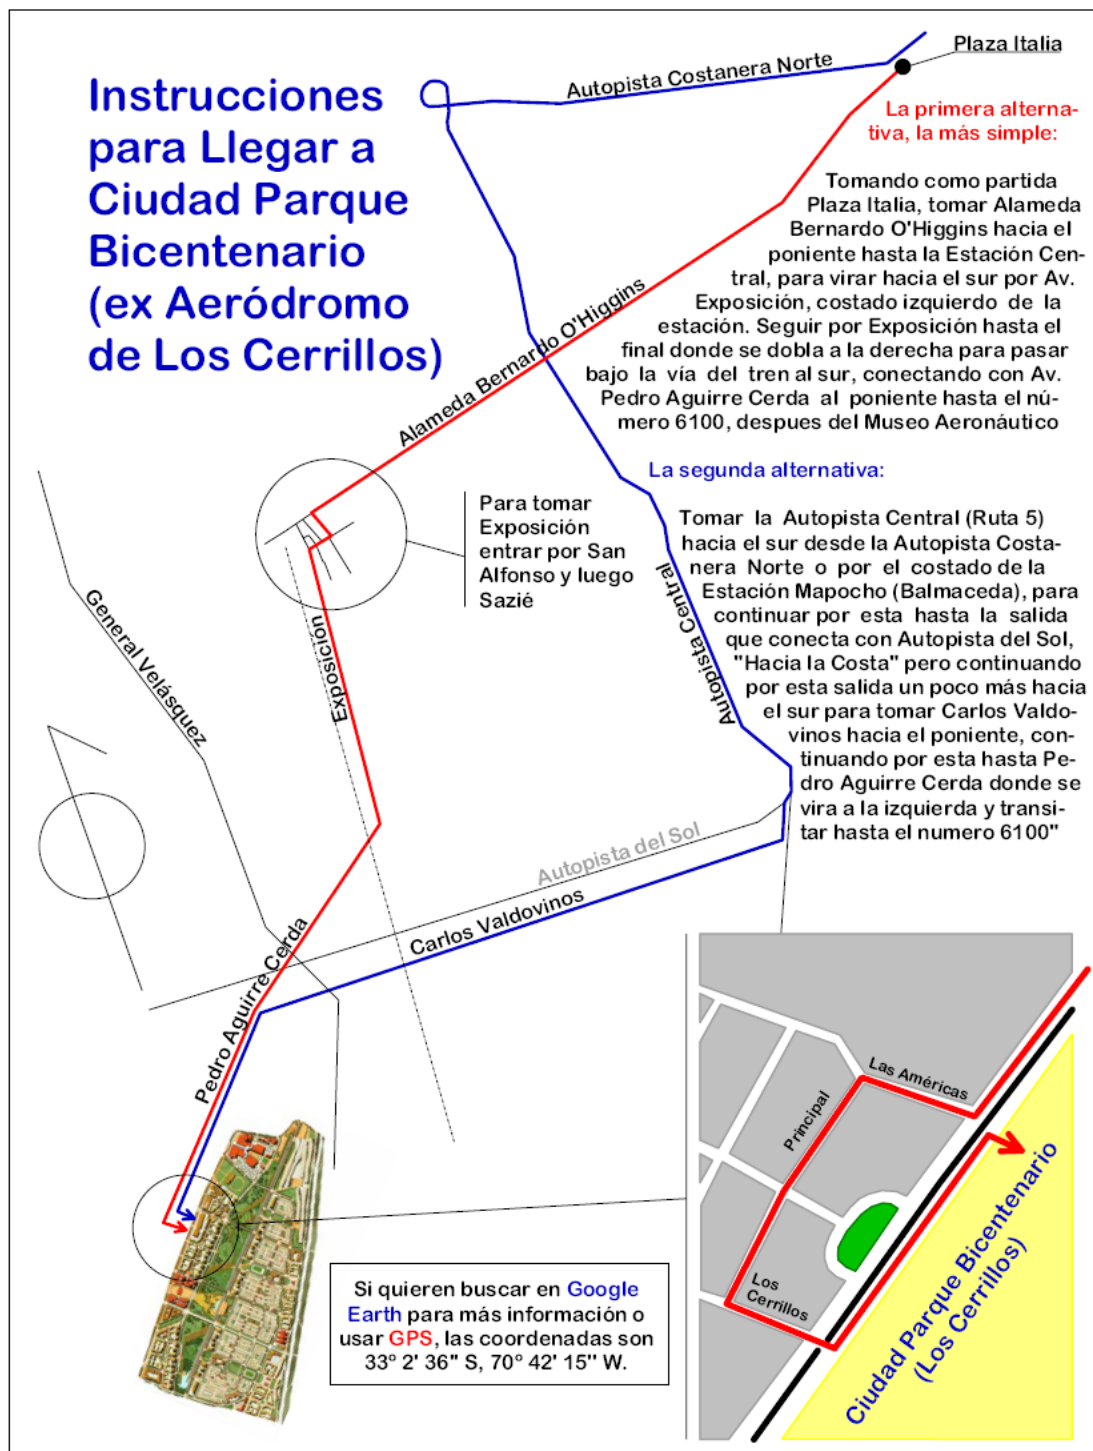 Instrucciones
para Llegar a
Ciudad Parque
Bicentenario
(ex Aeródromo
de Los Cerrillos)
Plaza Italia
Autopista Costanera Norte
La primera alterna-
tiva, la más simple:
Tomando como partida
Plaza Italia, tomar Alameda
Bernardo O'Higgins hacia el
poniente hasta la Estación Cen-
tral, para virar hacia el sur por Av.
Exposición, costado izquierdo de la
estación. Seguir por Exposición hasta el
final donde se dobla a la derecha para pasar
bajo la vía del tren al sur, conectando con Av.
Pedro Aguirre Cerda al poniente hasta el nú-
mero 6100, despues del Museo Aeronáutico
Alameda Bernardo O'Higgins
La segunda alternativa:
Tomar la Autopista Central (Ruta 5)
hacia el sur desde la Autopista Costa-
nera Norte o por el costado de la
Estación Mapocho (Balmaceda), para
continuar por esta hasta la salida
que conecta con Autopista del Sol,
"Hacia la Costa" pero continuando
por esta salida un poco más hacia
el sur para tomar Carlos Valdo-
vinos hacia el poniente, con-
tinuando por esta hasta Pe-
dro Aguirre Cerda donde se
vira a la izquierda y transi-
tar hasta el numero 6100"
Para tomar
Exposición
entrar por San
Alfonso y luego
Sazié
Autopista Central
General Velásquez
Exposicion
Autopista del Sol
Carlos Valdovinos
Pedro Aguirre Cerda
Las Américas
Principal
Los
Cerrillos
Ciudad Parque Bicentenario
(Los Cerrillos)
Si quieren buscar en Google
Earth para más información o
usar GPS, las coordenadas son
33º 2' 36" S, 70º 42' 15'' W.